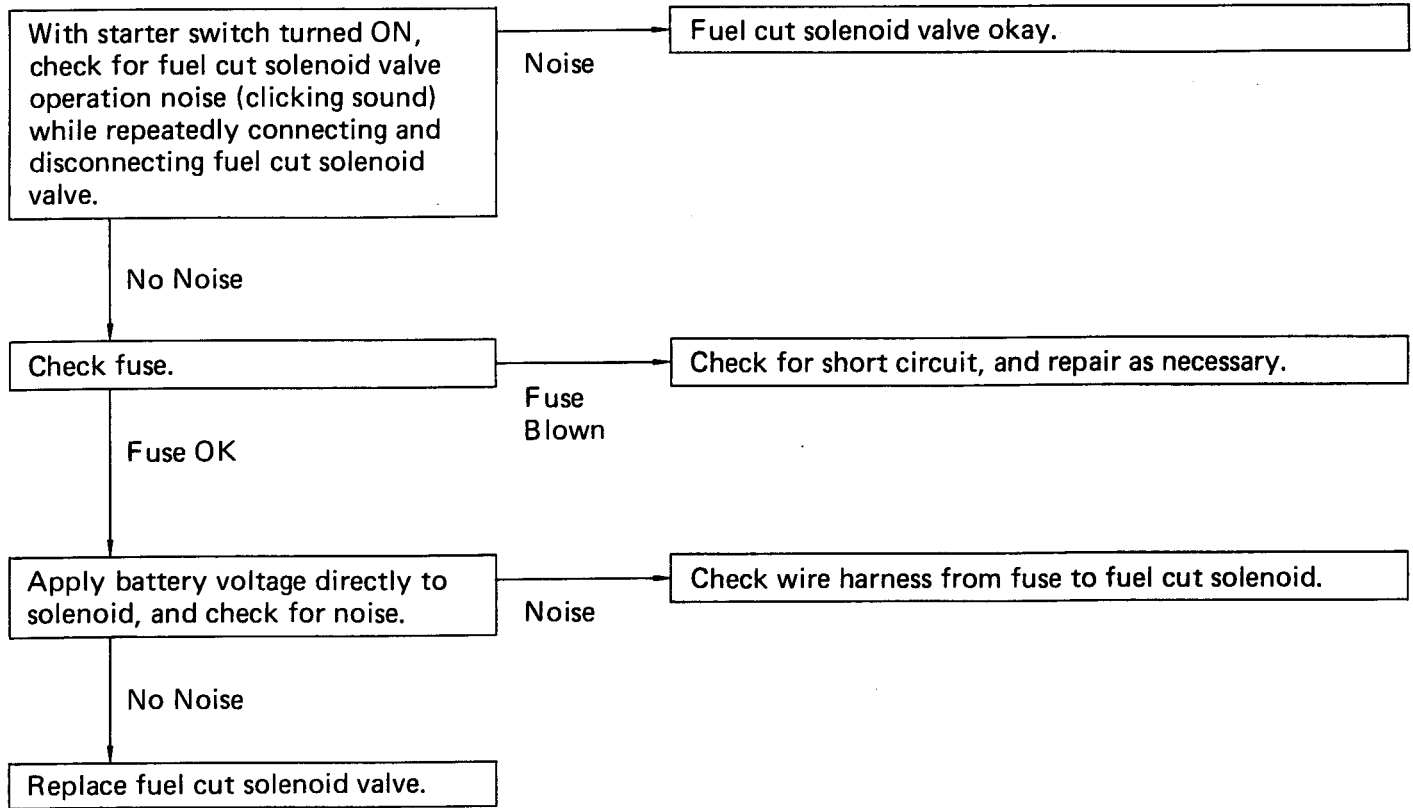 With starter switch turned ON,
check for fuel cut solenoid valve
operation noise (clicking sound)
while repeatedly connecting and
disconnecting fuel cut solenoid
valve.
Noise
Fuel cut solenoid valve okay.
No Noise
Check fuse.
Fuse
Blown
Check for short circuit, and repair as necessary.
Fuse OK
Apply battery voltage directly to
solenoid, and check for noise.
Noise
Check wire harness from fuse to fuel cut solenoid.
No Noise
Replace fuel cut solenoid valve.